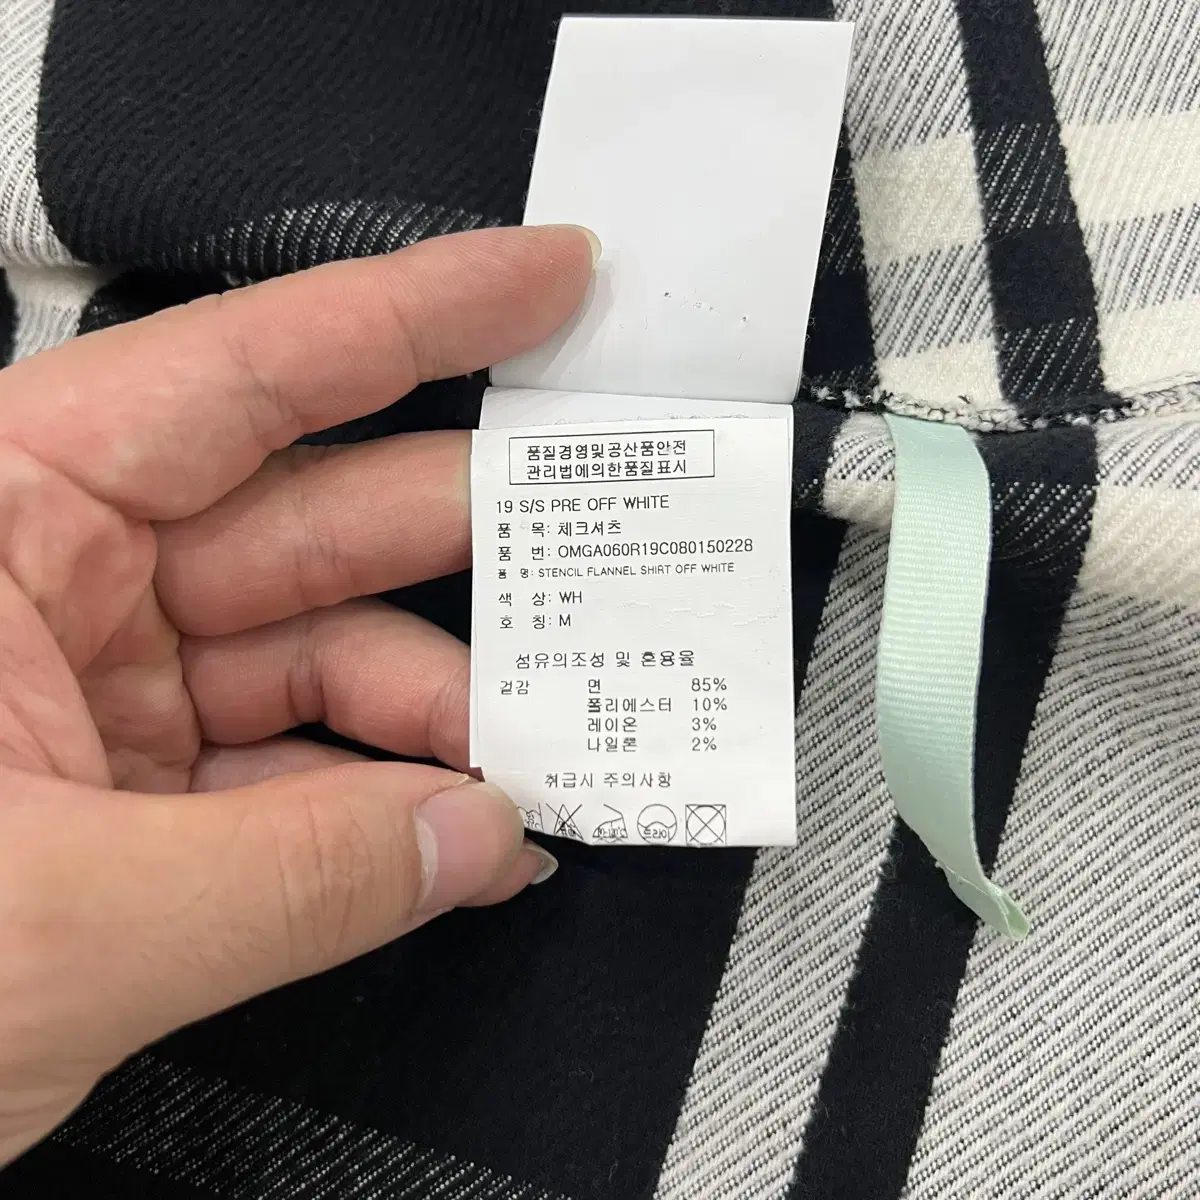 품질경영및공산품안전
관리법에의한품질표시
19 S/S PRE OFF WHITE
품 목: 체크셔츠
품 번: OMGA060R19C080150228
품 명: STENCIL FLANNEL SHIRT OFF WHITE
색 상: WH
호 칭: M
섬유의조성 및 혼용율
겉감 면 85%
폴리에스터 10%
레이온 3%
나일론 2%
취급시 주의사항
드라이